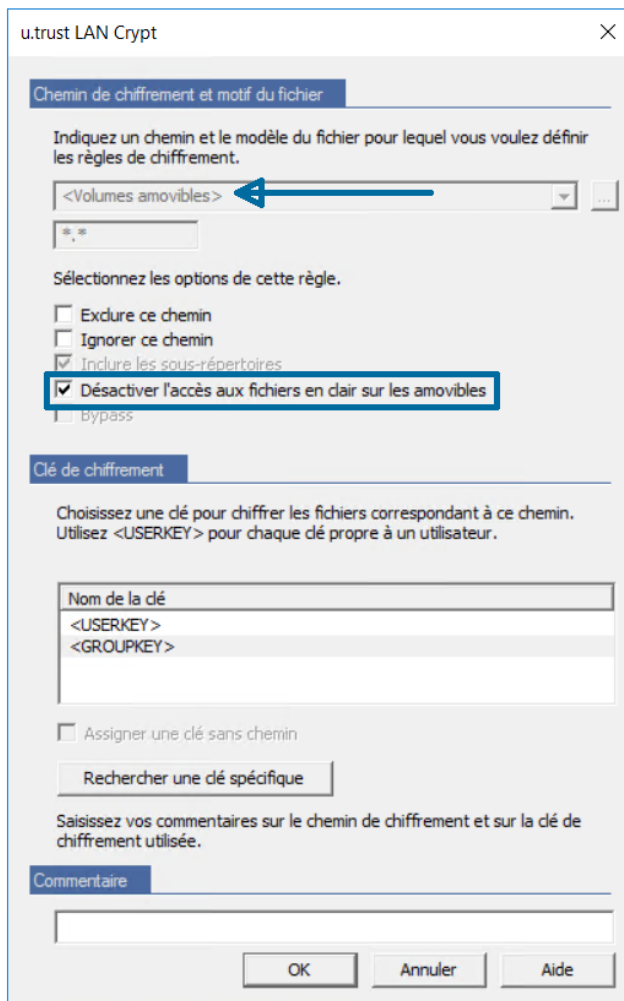 u.trust LAN Crypt
Chemin de chiffrement et motif du fichier
Indiquez un chemin et le modèle du fichier pour lequel vous voulez définir
les règles de chiffrement.
<Volumes amovibles>
...
*.*
Sélectionnez les options de cette règle.
Exclure ce chemin
Ignorer ce chemin
Inclure les sous-répertoires
Désactiver l'accès aux fichiers en clair sur les amovibles
Bypass
Clé de chiffrement
Choisissez une clé pour chiffrer les fichiers correspondant à ce chemin.
Utilisez <USERKEY> pour chaque clé propre à un utilisateur.
Nom de la clé
<USERKEY>
<GROUPKEY>
Assigner une clé sans chemin
Rechercher une clé spécifique
Saisissez vos commentaires sur le chemin de chiffrement et sur la clé de
chiffrement utilisée.
Commentaire
OK Annuler Aide